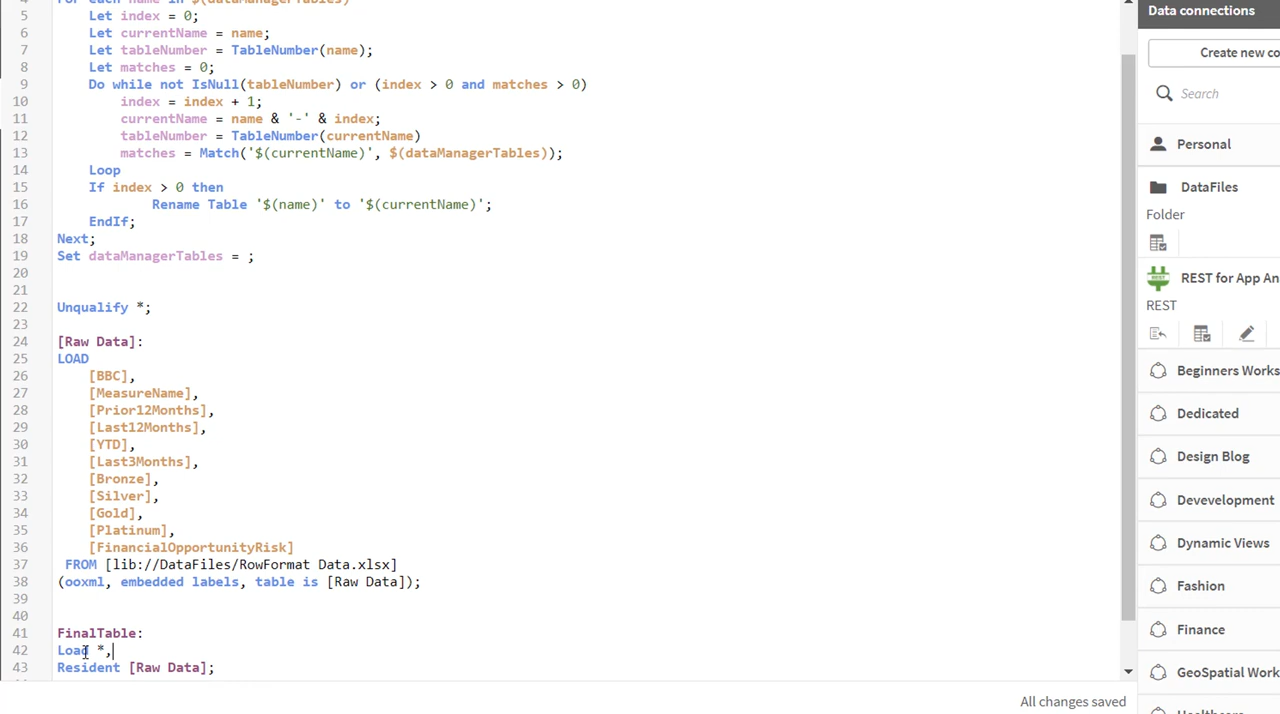 For each name in $(dataManagerTables)
5 Let index = 0;
6 Let currentName = name;
7 Let tableNumber = TableNumber(name);
8 Let matches = 0;
9 Do while not IsNull(tableNumber) or (index > 0 and matches > 0)
10 index = index + 1;
11 currentName = name & '-' & index;
12 tableNumber = TableNumber(currentName)
13 matches = Match('$(currentName)', $(dataManagerTables));
14 Loop
15 If index > 0 then
16 Rename Table '$(name)' to '$(currentName)';
17 EndIf;
18 Next;
19 Set dataManagerTables = ;
20
21
22 Unqualify *;
23
24 [Raw Data]:
25 LOAD
26 [BBC],
27 [MeasureName],
28 [Prior12Months],
29 [Last12Months],
30 [YTD],
31 [Last3Months],
32 [Bronze],
33 [Silver],
34 [Gold],
35 [Platinum],
36 [FinancialOpportunityRisk]
37 FROM [lib://DataFiles/RowFormat Data.xlsx]
38 (ooxml, embedded labels, table is [Raw Data]);
39
40
41 FinalTable:
42 Load *,
43 Resident [Raw Data];
All changes saved
Data connections
Create new co
Search
Personal
DataFiles
Folder
REST for App An
REST
Beginners Works
Dedicated
Design Blog
Devevelopment
Dynamic Views
Fashion
Finance
GeoSpatial Work